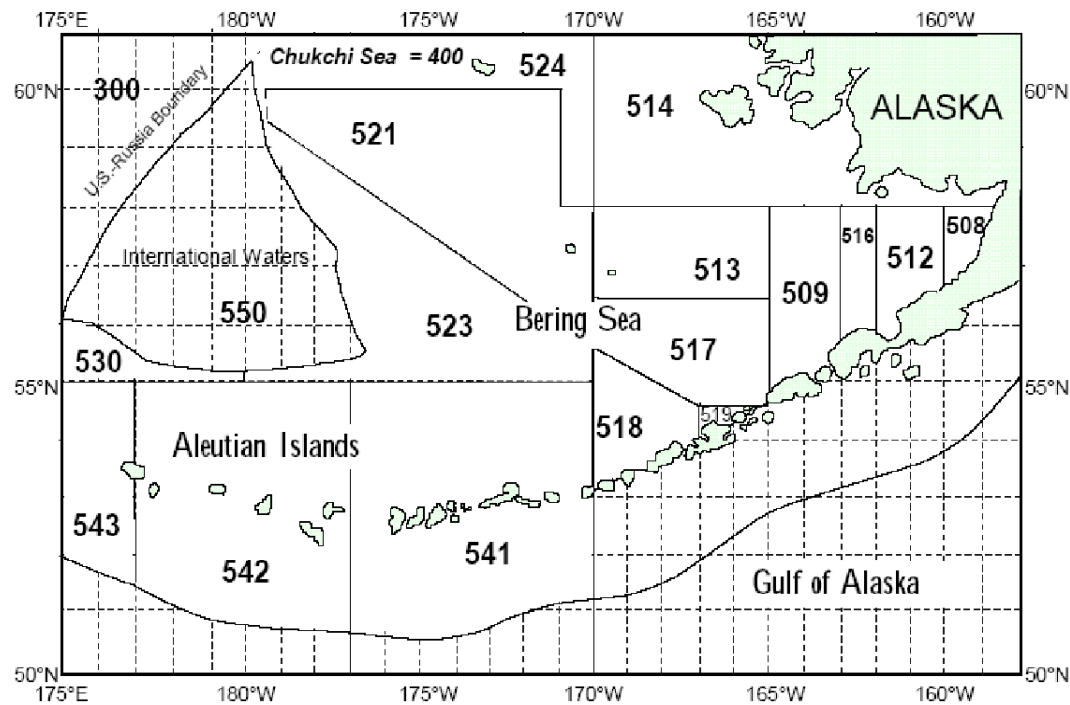 175°E 180°W 175°W 170°W 165°W 160°W
Chukchi Sea = 400
524
60°N
300
514
60°N
ALASKA
521
U.S.-Russia Boundary
508
516
International Waters
512
513
509
550
Bering Sea
523
517
530
55°N
55°N
519
518
Aleutian Islands
543
541
542
Gulf of Alaska
50°N
50°N
175°E 180°W 175°W 170°W 165°W 160°W